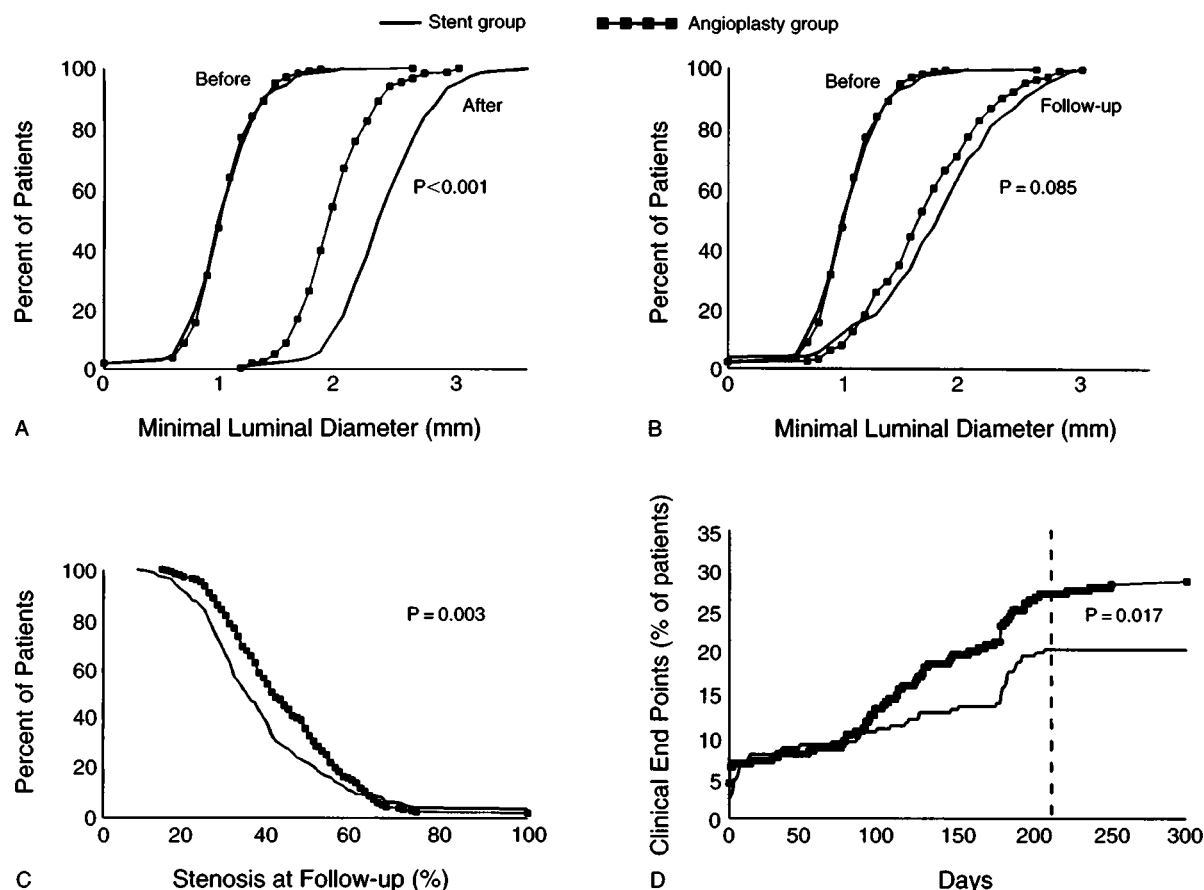 Stent group
Angioplasty group
Percent of Patients
100
80
60
40
20
0
Before
After
P<0.001
0
1
2
3
A
Minimal Luminal Diameter (mm)
Percent of Patients
100
80
60
40
20
0
Before
Follow-up
P = 0.085
0
1
2
3
B
Minimal Luminal Diameter (mm)
Percent of Patients
100
80
60
40
20
0
P = 0.003
20
40
60
80
100
C
Stenosis at Follow-up (%)
Clinical End Points (% of patients)
35
30
25
20
15
10
5
0
P = 0.017
0
50
100
150
200
250
300
D
Days